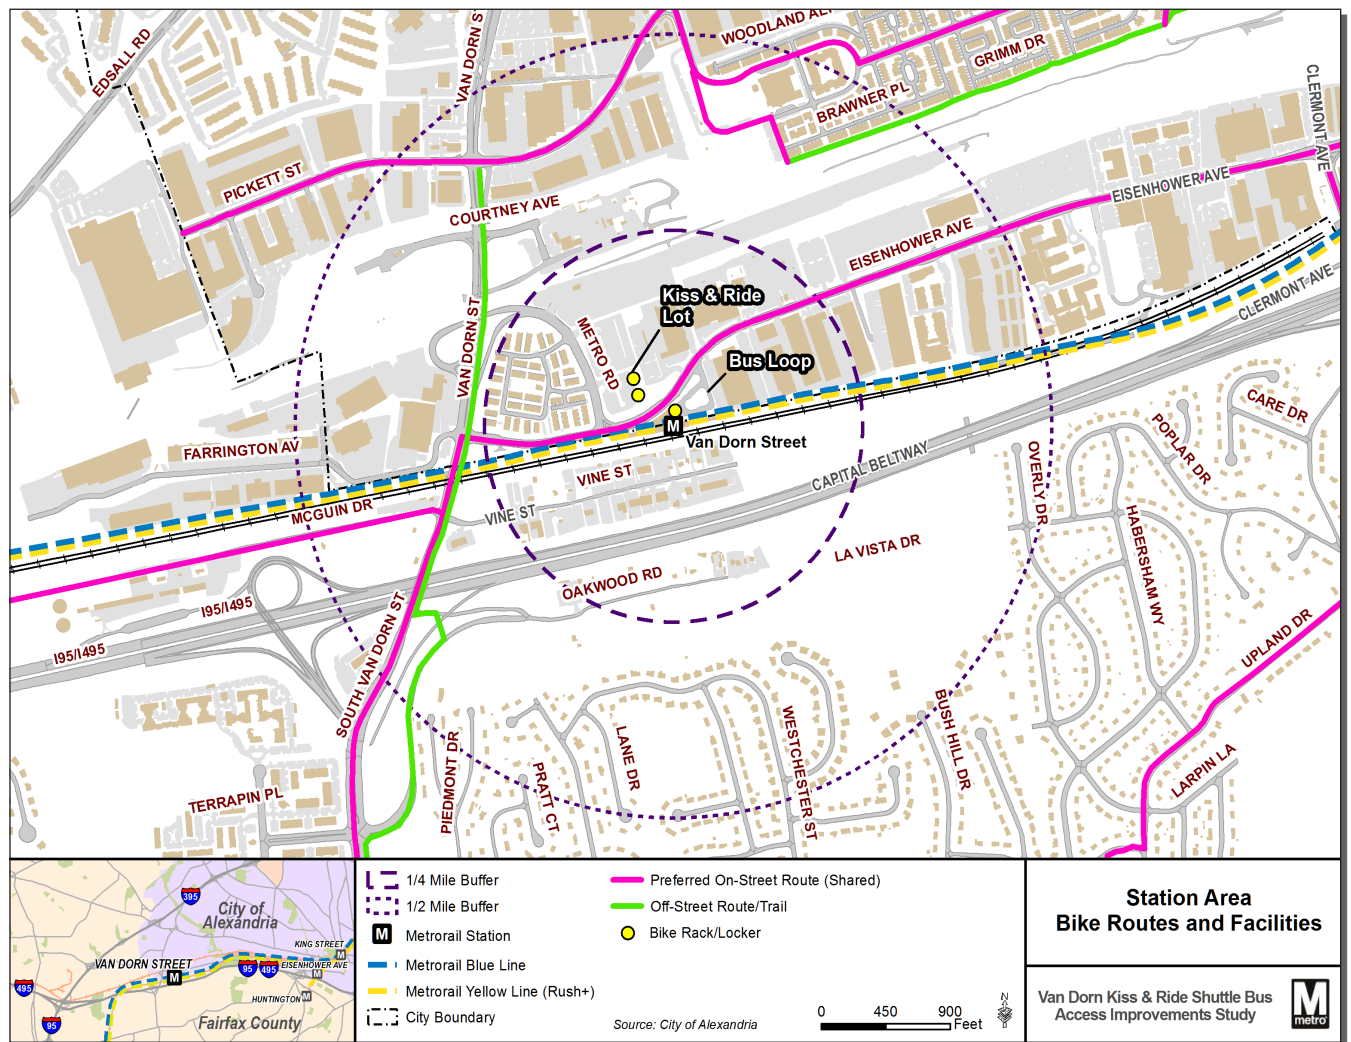 EDSALL RD
VAN DORN S
WOODLAND AL
GRIMM DR
BRAWNER PL
CLERMONT AVE
PICKETT ST
COURTNEY AVE
EISENHOWER AVE
EISENHOWER AVE
CLERMONT AVE
Kiss & Ride
Lot
METRO RD
Bus Loop
VAN DORN ST
M
Van Dorn Street
FARRINGTON AV
VINE ST
VINE ST
CAPITAL BELTWAY
MCGUIN DR
LA VISTA DR
OAKWOOD RD
CARE DR
POPLAR DR
OVERLY DR
HABERSHAM WY
I95/I495
I95/I495
SOUTH VAN DORN ST
UPLAND DR
LARPIN LA
BUSH HILL DR
WESTCHESTER ST
LANE DR
PRATT CT
PIEDMONT DR
TERRAPIN PL
395
City of
Alexandria
KING STREET
M
VAN DORN STREET
M
95
495
EISENHOWER AVE
M
495
HUNTINGTON
M
95
Fairfax County
1/4 Mile Buffer
1/2 Mile Buffer
M
Metrorail Station
Metrorail Blue Line
Metrorail Yellow Line (Rush+)
City Boundary
Preferred On-Street Route (Shared)
Off-Street Route/Trail
Bike Rack/Locker
Source: City of Alexandria
0 450 900
Feet
N
Station Area
Bike Routes and Facilities
Van Dorn Kiss & Ride Shuttle Bus
Access Improvements Study
M
metro